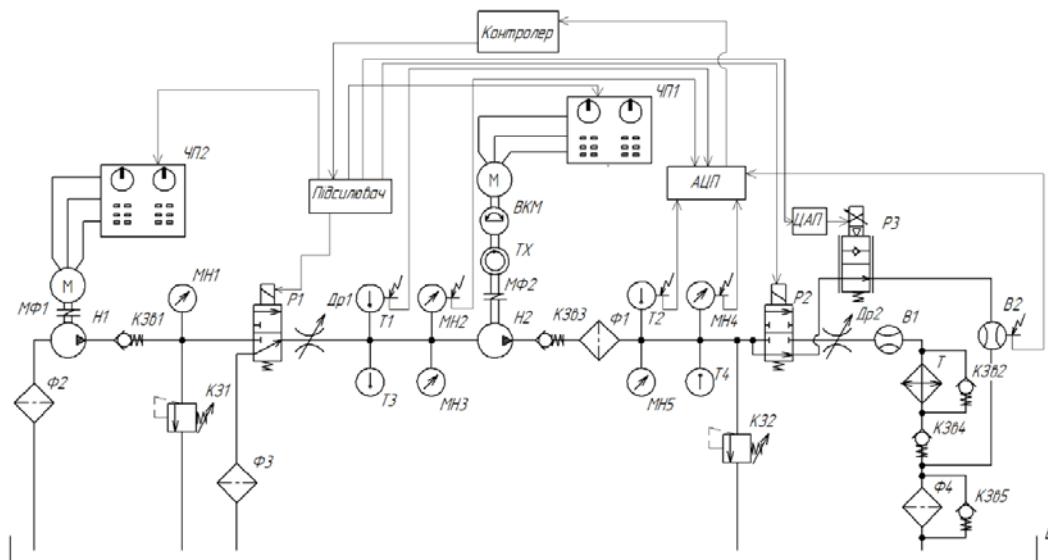 Контролер
ЧП1
ЧП2
М
Підсилювач
АЦП
ВКМ
ЦАП
Р3
ТХ
МН1
М
МФ1
Н1
КЗв1
Р1
Др1
Т1
МН2
МФ2
Н2
КЗв3
Ф1
Т2
МН4
Р2
Др2
В1
В2
Ф2
КЗ1
Т3
МН3
МН5
Т4
Т
КЗв2
Ф3
КЗ2
КЗв4
Ф4
КЗв5